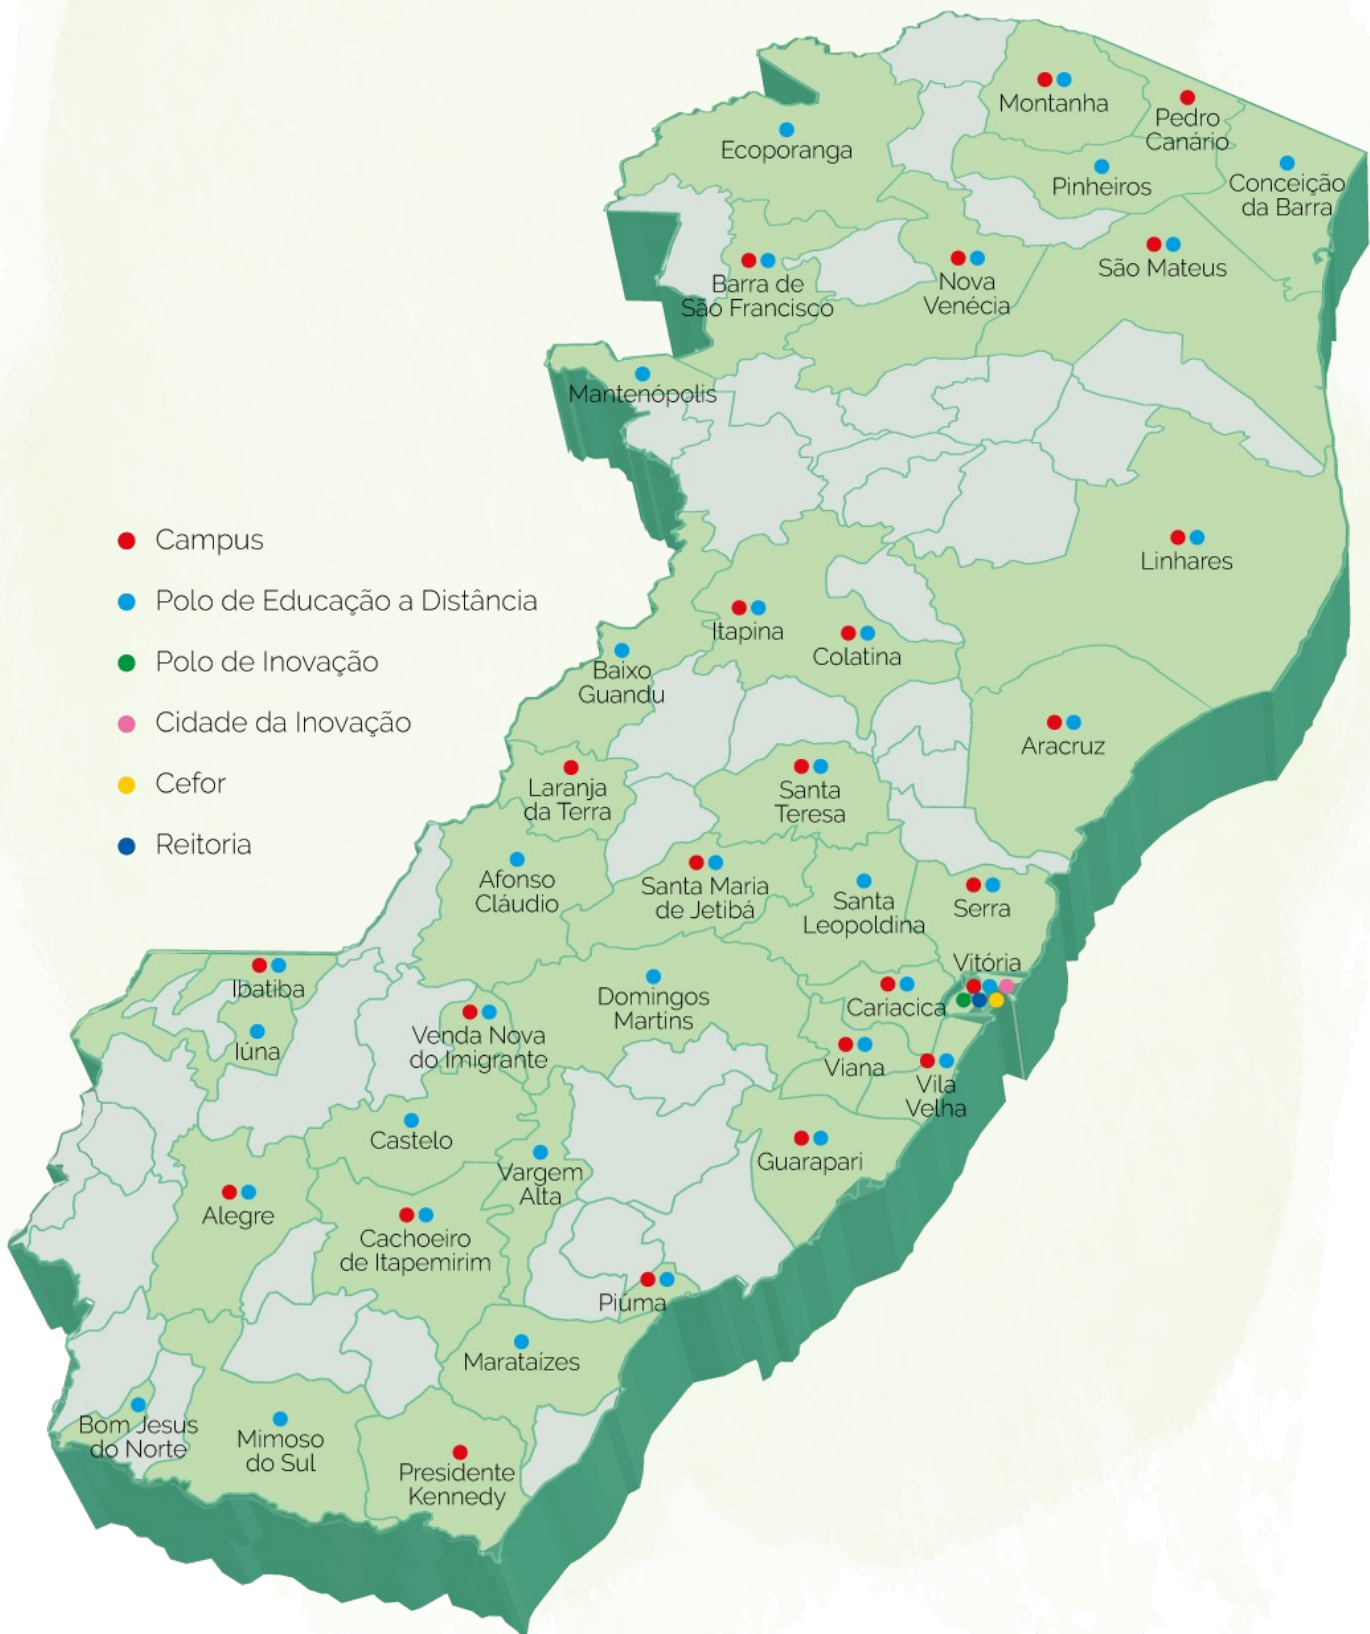 Montanha
Pedro
Canário
Ecoporanga
Pinheiros
Conceição
da Barra
São Mateus
Barra de
São Francisco
Nova
Venécia
Mantenópolis
Campus
Polo de Educação a Distância
Polo de Inovação
Cidade da Inovação
Cefor
Reitoria
Linhares
Itapina
Colatina
Baixo
Guandu
Aracruz
Laranja
da Terra
Santa
Teresa
Afonso
Cláudio
Santa Maria
de Jetibá
Santa
Leopoldina
Serra
Vitória
Ibatiba
Domingos
Martins
Cariacica
Venda Nova
do Imigrante
Iúna
Viana
Vila
Velha
Castelo
Vargem
Alta
Guarapari
Alegre
Cachoeiro
de Itapemirim
Piúma
Marataízes
Bom Jesus
do Norte
Mimoso
do Sul
Presidente
Kennedy